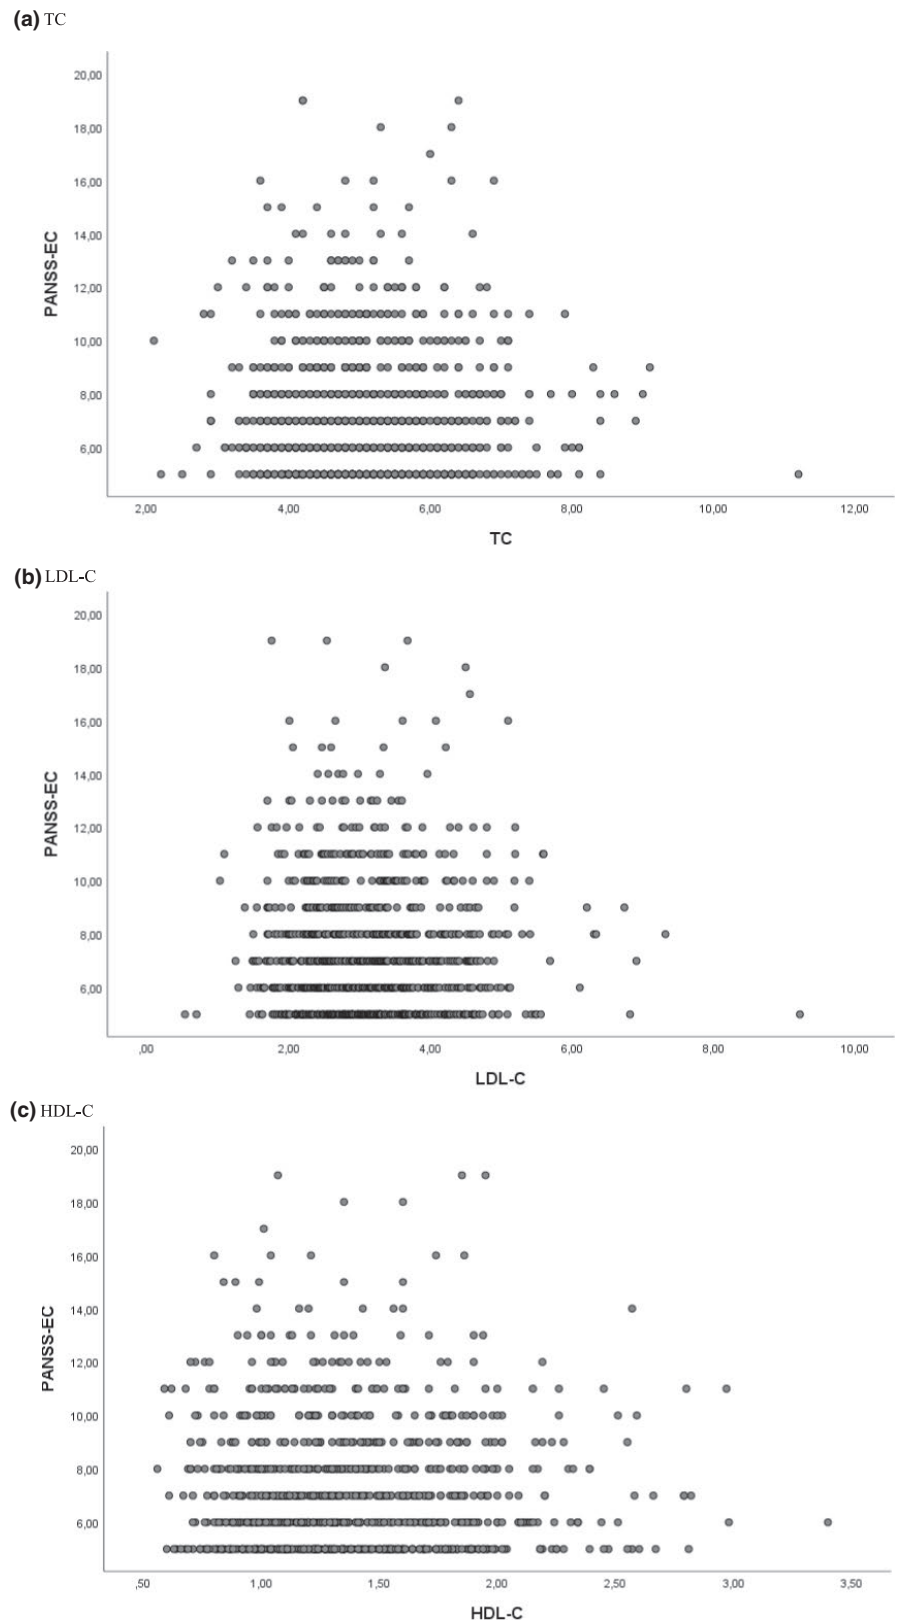 (a) TC
20,00
18,00
16,00
14,00
12,00
10,00
8,00
6,00
PANSS-EC
2,00 4,00 6,00 8,00 10,00 12,00
TC
(b) LDL-C
20,00
18,00
16,00
14,00
12,00
10,00
8,00
6,00
PANSS-EC
,00 2,00 4,00 6,00 8,00 10,00
LDL-C
(c) HDL-C
20,00
18,00
16,00
14,00
12,00
10,00
8,00
6,00
PANSS-EC
,50 1,00 1,50 2,00 2,50 3,00 3,50
HDL-C